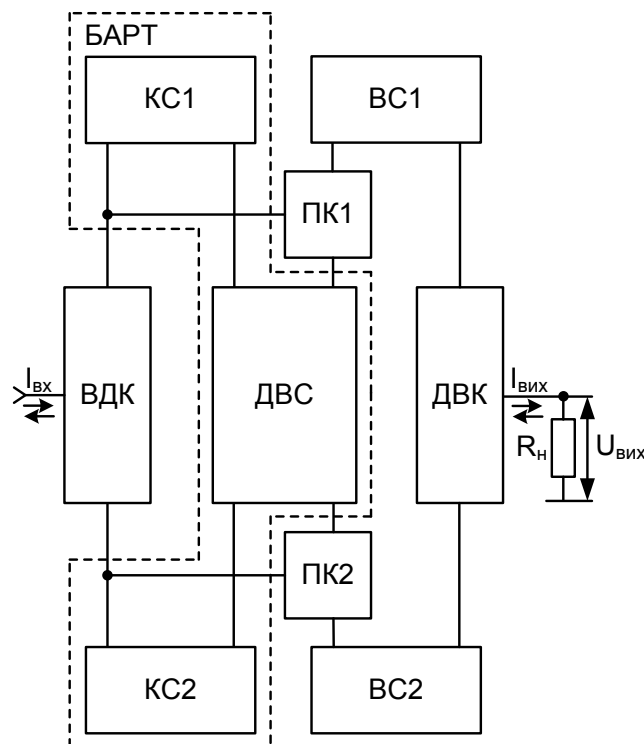 БАРТ
КС1
ВС1
ПК1
Iвх
ВДК
ДВС
ДВК
Iвих
Rн
Uвих
ПК2
КС2
ВС2